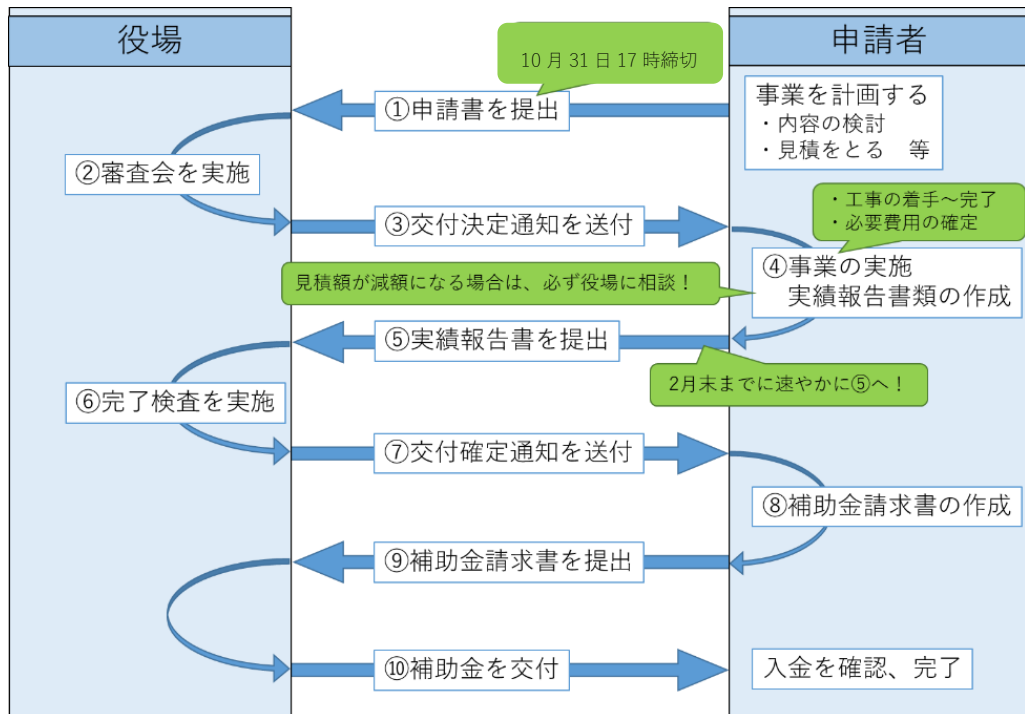 役場
申請者
10月31日17時締切
事業を計画する
・内容の検討
・見積をとる　等
①申請書を提出
②審査会を実施
③交付決定通知を送付
・工事の着手～完了
・必要費用の確定
④事業の実施
実績報告書類の作成
見積額が減額になる場合は、必ず役場に相談！
⑤実績報告書を提出
2月末までに速やかに⑤へ！
⑥完了検査を実施
⑦交付確定通知を送付
⑧補助金請求書の作成
⑨補助金請求書を提出
⑩補助金を交付
入金を確認、完了